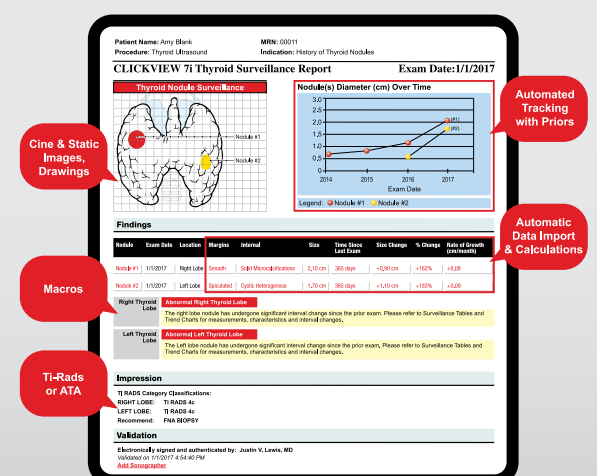 Patient Name: Amy Blank
MRN: 00011
Procedure: Thyroid Ultrasound
Indication: History of Thyroid Nodules
CLICKVIEW 7i Thyroid Surveillance Report
Exam Date:1/1/2017
Thyroid Nodule Surveillance
Nodule #1
Nodule #2
Nodule(s) Diameter (cm) Over Time
3.0
2.5
2.0
1.5
1.0
0.5
0
(#1)
(#2)
2014 2015 2016 2017
Exam Date
Legend: Nodule #1 Nodule #2
Cine & Static
Images,
Drawings
Automated
Tracking
with Priors
Automatic
Data Import
& Calculations
Macros
Ti-Rads
or ATA
Findings
Nodule Exam Date Location Margins Internal Size Time Since Last Exam Size Change % Change Rate of Growth (cm/month)
Nodule #1 1/1/2017 Right Lobe Smooth Solid Microcalcifications 2,10 cm 365 days +0,90 cm +162% +0,08
Nodule #2 1/1/2017 Left Lobe Spiculated Cystic Heterogenous 1,70 cm 365 days +1,10 cm +183% +0,09
Right Thyroid
Lobe
Abnormal Right Thyroid Lobe
The right lobe nodule has undergone significant interval change since the prior exam. Please refer to Surveillance Tables and
Trend Charts for measurements, characteristics and interval changes.
Left Thyroid
Lobe
Abnormal Left Thyroid Lobe
The Left lobe nodule has undergone significant interval change since the prior exam, Please refer to Surveillance Tables and
Trend Charts for measurements, characteristics and interval changes.
Impression
TI RADS Category Classifications:
RIGHT LOBE: TI RADS 4c
LEFT LOBE: TI RADS 4c
Recommend: FNA BIOPSY
Validation
Electronically signed and authenticated by: Justin V. Lewis, MD
Validated on 1/1/2017 4:54:40 PM
Add Sonographer